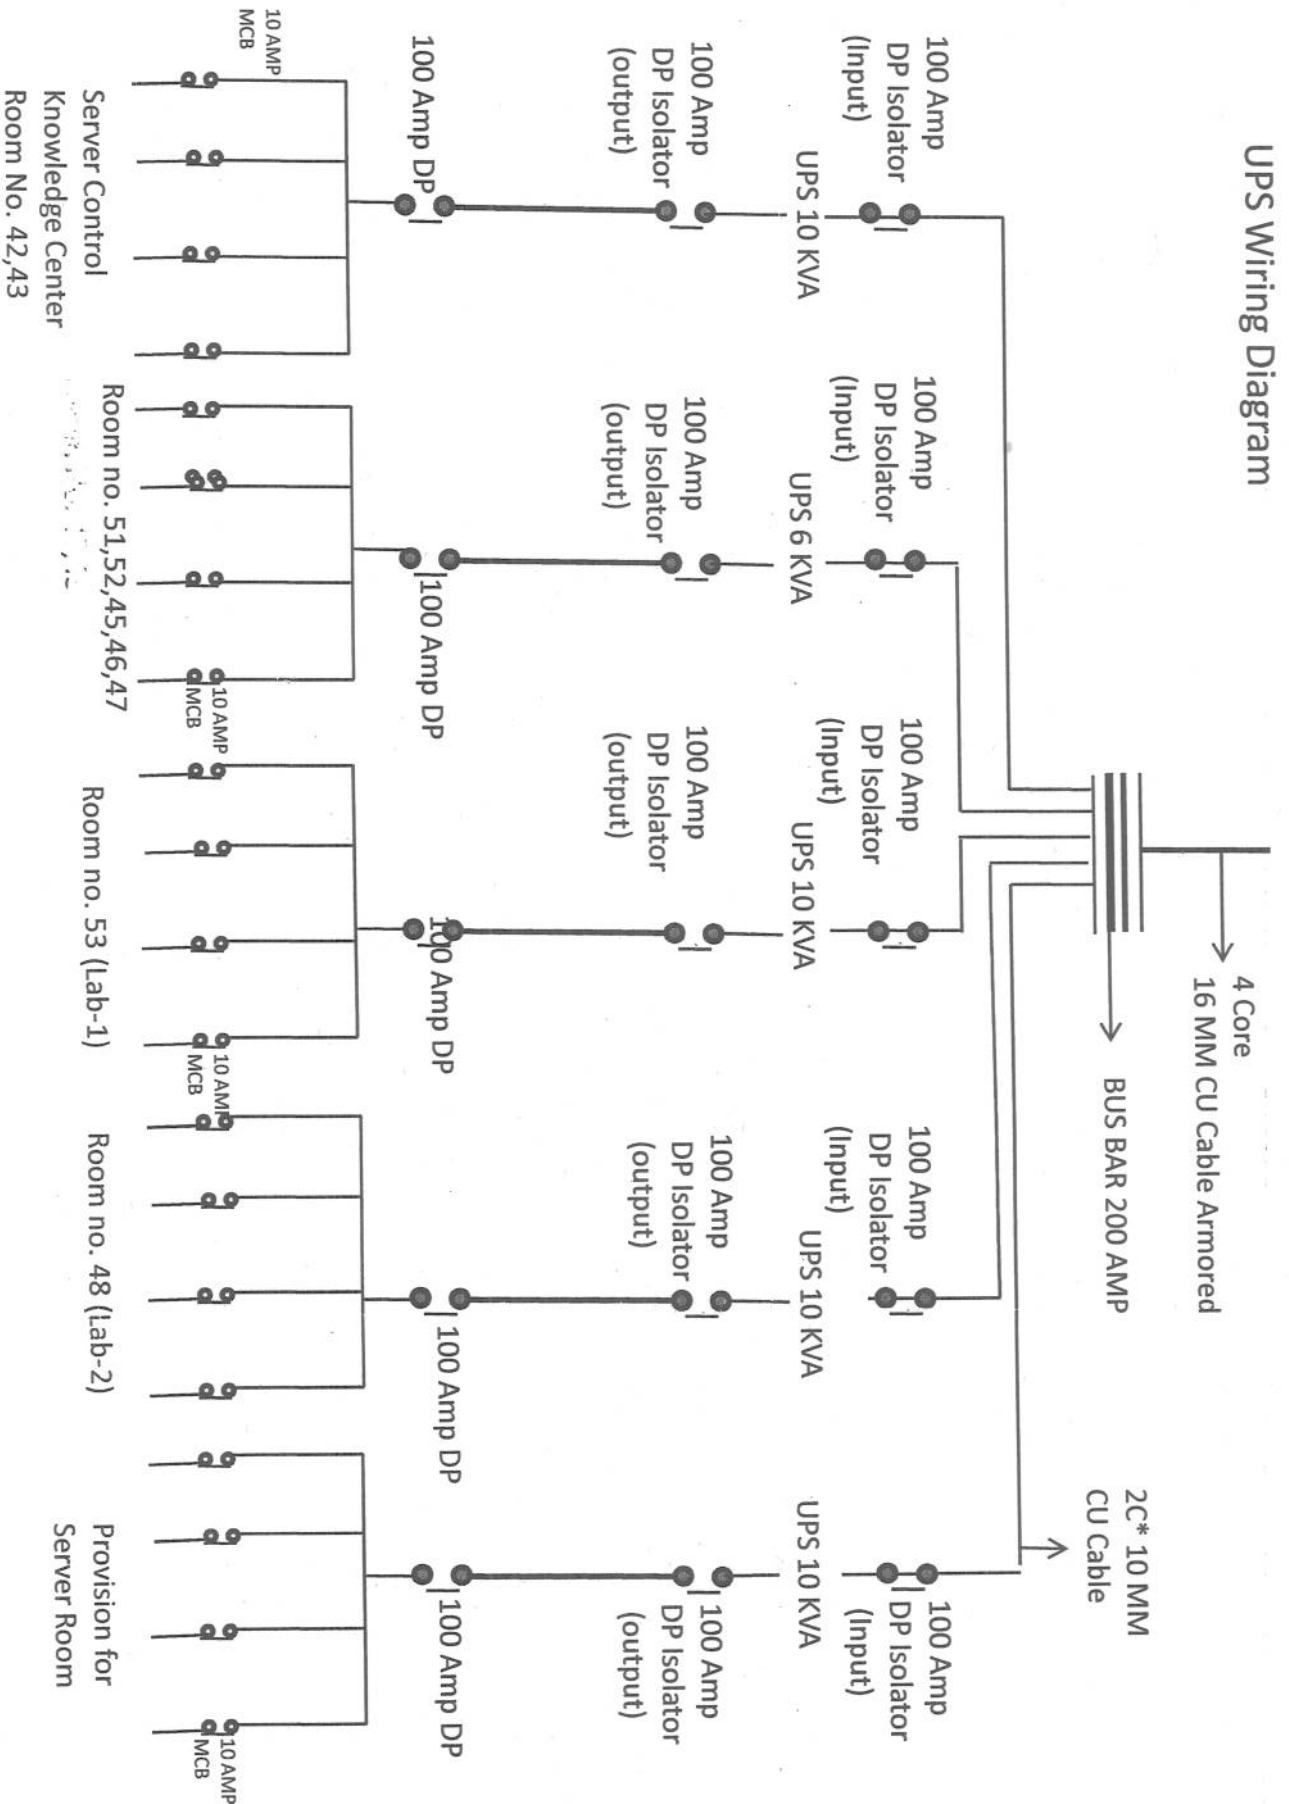 UPS Wiring Diagram
4 Core
16 MM CU Cable Armored
BUS BAR 200 AMP
2C* 10 MM
CU Cable
100 Amp
DP Isolator
(Input)
100 Amp
DP Isolator
(Input)
100 Amp
DP Isolator
(Input)
100 Amp
DP Isolator
(Input)
100 Amp
DP Isolator
(Input)
UPS 10 KVA
UPS 6 KVA
UPS 10 KVA
UPS 10 KVA
UPS 10 KVA
100 Amp
DP Isolator
(output)
100 Amp
DP Isolator
(output)
100 Amp
DP Isolator
(output)
100 Amp
DP Isolator
(output)
100 Amp
DP Isolator
(output)
100 Amp DP
100 Amp DP
100 Amp DP
100 Amp DP
100 Amp DP
10 AMP
MCB
10 AMP
MCB
10 AMP
MCB
10 AMP
MCB
Server Control
Knowledge Center
Room No. 42,43
Room no. 51,52,45,46,47
Room no. 53 (Lab-1)
Room no. 48 (Lab-2)
Provision for
Server Room